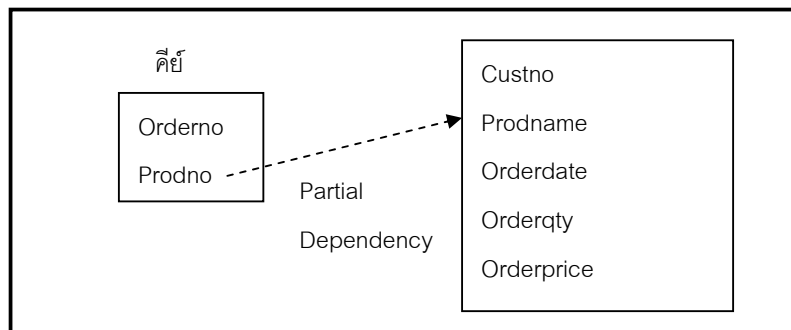 คีย์
Orderno
Prodno
Partial
Dependency
Custno
Prodname
Orderdate
Orderqty
Orderprice